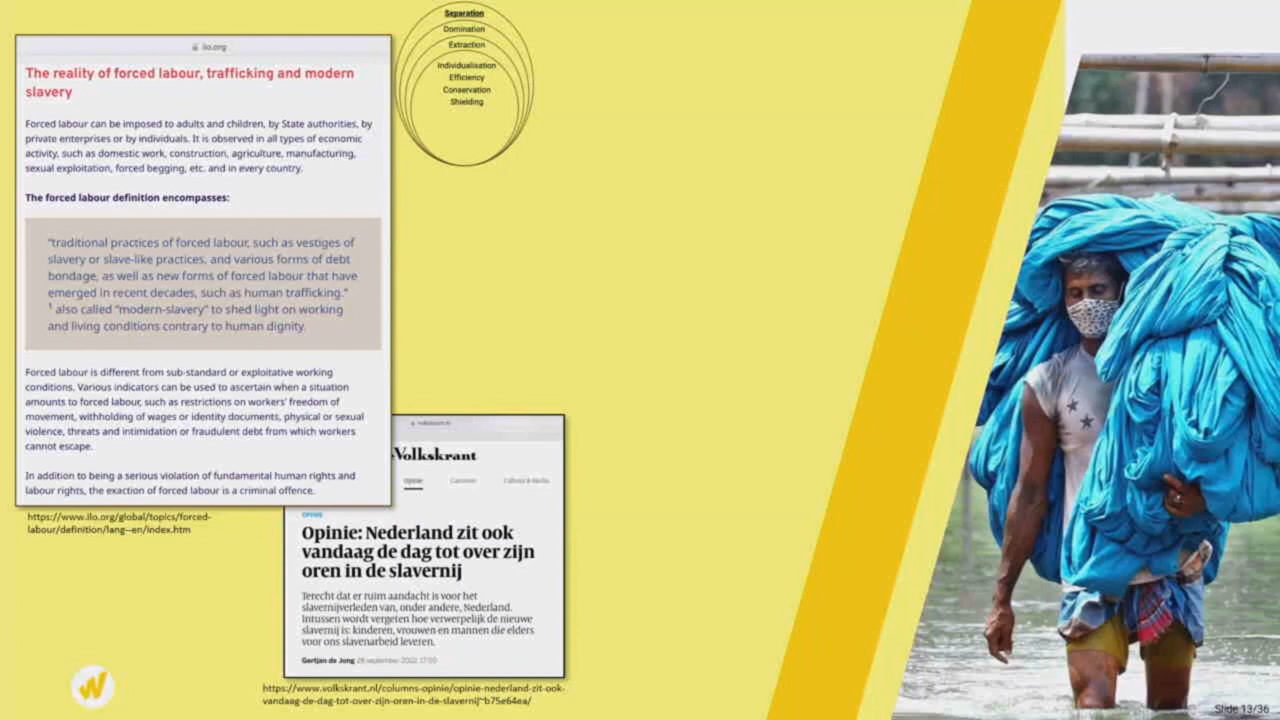 ilo.org
The reality of forced labour, trafficking and modern
slavery
Forced labour can be imposed to adults and children, by State authorities, by
private enterprises or by individuals. It is observed in all types of economic
activity, such as domestic work, construction, agriculture, manufacturing,
sexual exploitation, forced begging, etc. and in every country.
The forced labour definition encompasses:
"traditional practices of forced labour, such as vestiges of
slavery or slave-like practices, and various forms of debt
bondage, as well as new forms of forced labour that have
emerged in recent decades, such as human trafficking."
1 also called "modern-slavery" to shed light on working
and living conditions contrary to human dignity.
Forced labour is different from sub-standard or exploitative working
conditions. Various indicators can be used to ascertain when a situation
amounts to forced labour, such as restrictions on workers' freedom of
movement, withholding of wages or identity documents, physical or sexual
violence, threats and intimidation or fraudulent debt from which workers
cannot escape.
In addition to being a serious violation of fundamental human rights and
labour rights, the exaction of forced labour is a criminal offence.
https://www.ilo.org/global/topics/forced-
labour/definition/lang--en/index.htm
Separation
Domination
Extraction
Individualisation
Efficiency
Conservation
Shielding
volkskrant.nl
Volkskrant
Opinie Columns Cultuur & Media
OPINIE
Opinie: Nederland zit ook
vandaag de dag tot over zijn
oren in de slavernij
Terecht dat er ruim aandacht is voor het
slavernijverleden van, onder andere, Nederland.
Intussen wordt vergeten hoe verwerpelijk de nieuwe
slavernij is: kinderen, vrouwen en mannen die elders
voor ons slavenarbeid leveren.
Gertjan de Jong 28 september 2022 17:00
https://www.volkskrant.nl/columns-opinie/opinie-nederland-zit-ook-
vandaag-de-dag-tot-over-zijn-oren-in-de-slavernij~b75e64ea/
Slide 13/36